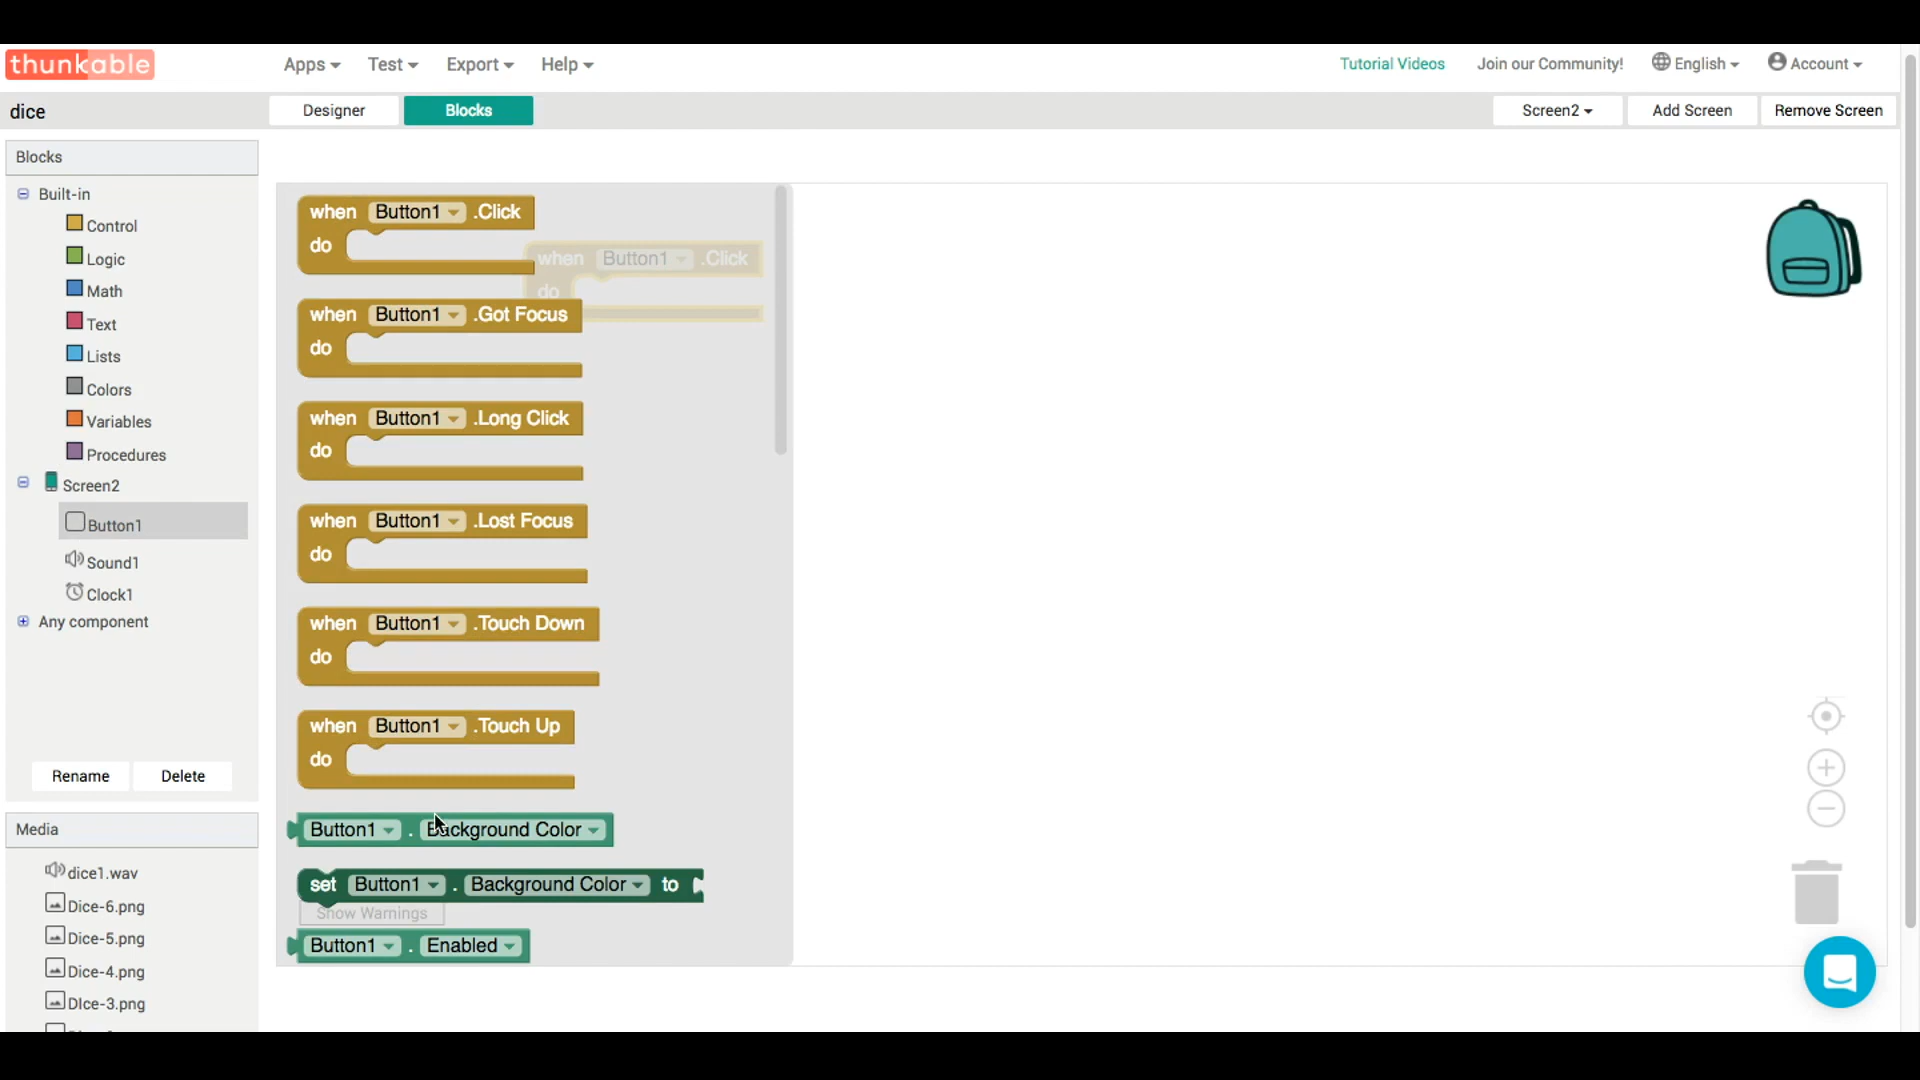 thunkable
Apps
Test
Export
Help
Tutorial Videos
Join our Community!
English
Account
dice
Designer
Blocks
Screen2
Add Screen
Remove Screen
Blocks
Built-in
Control
Logic
Math
Text
Lists
Colors
Variables
Procedures
Screen2
Button1
Sound1
Clock1
Any component
Rename
Delete
Media
dice1.wav
Dice-6.png
Dice-5.png
Dice-4.png
DIce-3.png
when Button1 .Click
do
when Button1 .Click
do
when Button1 .Got Focus
do
when Button1 .Long Click
do
when Button1 .Lost Focus
do
when Button1 .Touch Down
do
when Button1 .Touch Up
do
Button1 . Background Color
set Button1 . Background Color to
Show Warnings
Button1 . Enabled